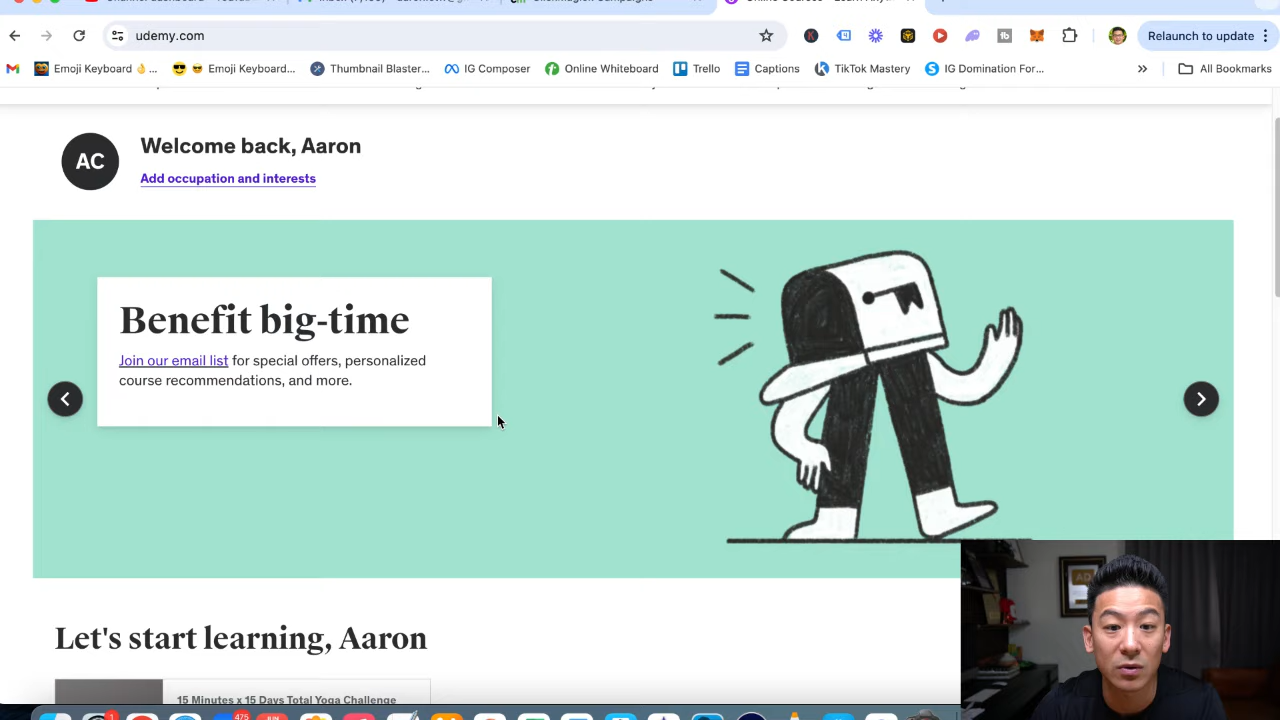 udemy.com
Relaunch to update
Emoji Keyboard 👌...
😎 Emoji Keyboard...
Thumbnail Blaster...
IG Composer
Online Whiteboard
Trello
Captions
TikTok Mastery
IG Domination For...
»
All Bookmarks
AC
Welcome back, Aaron
Add occupation and interests
Benefit big-time
Join our email list for special offers, personalized
course recommendations, and more.
Let's start learning, Aaron
15 Minutes x 15 Days Total Yoga Challenge
475